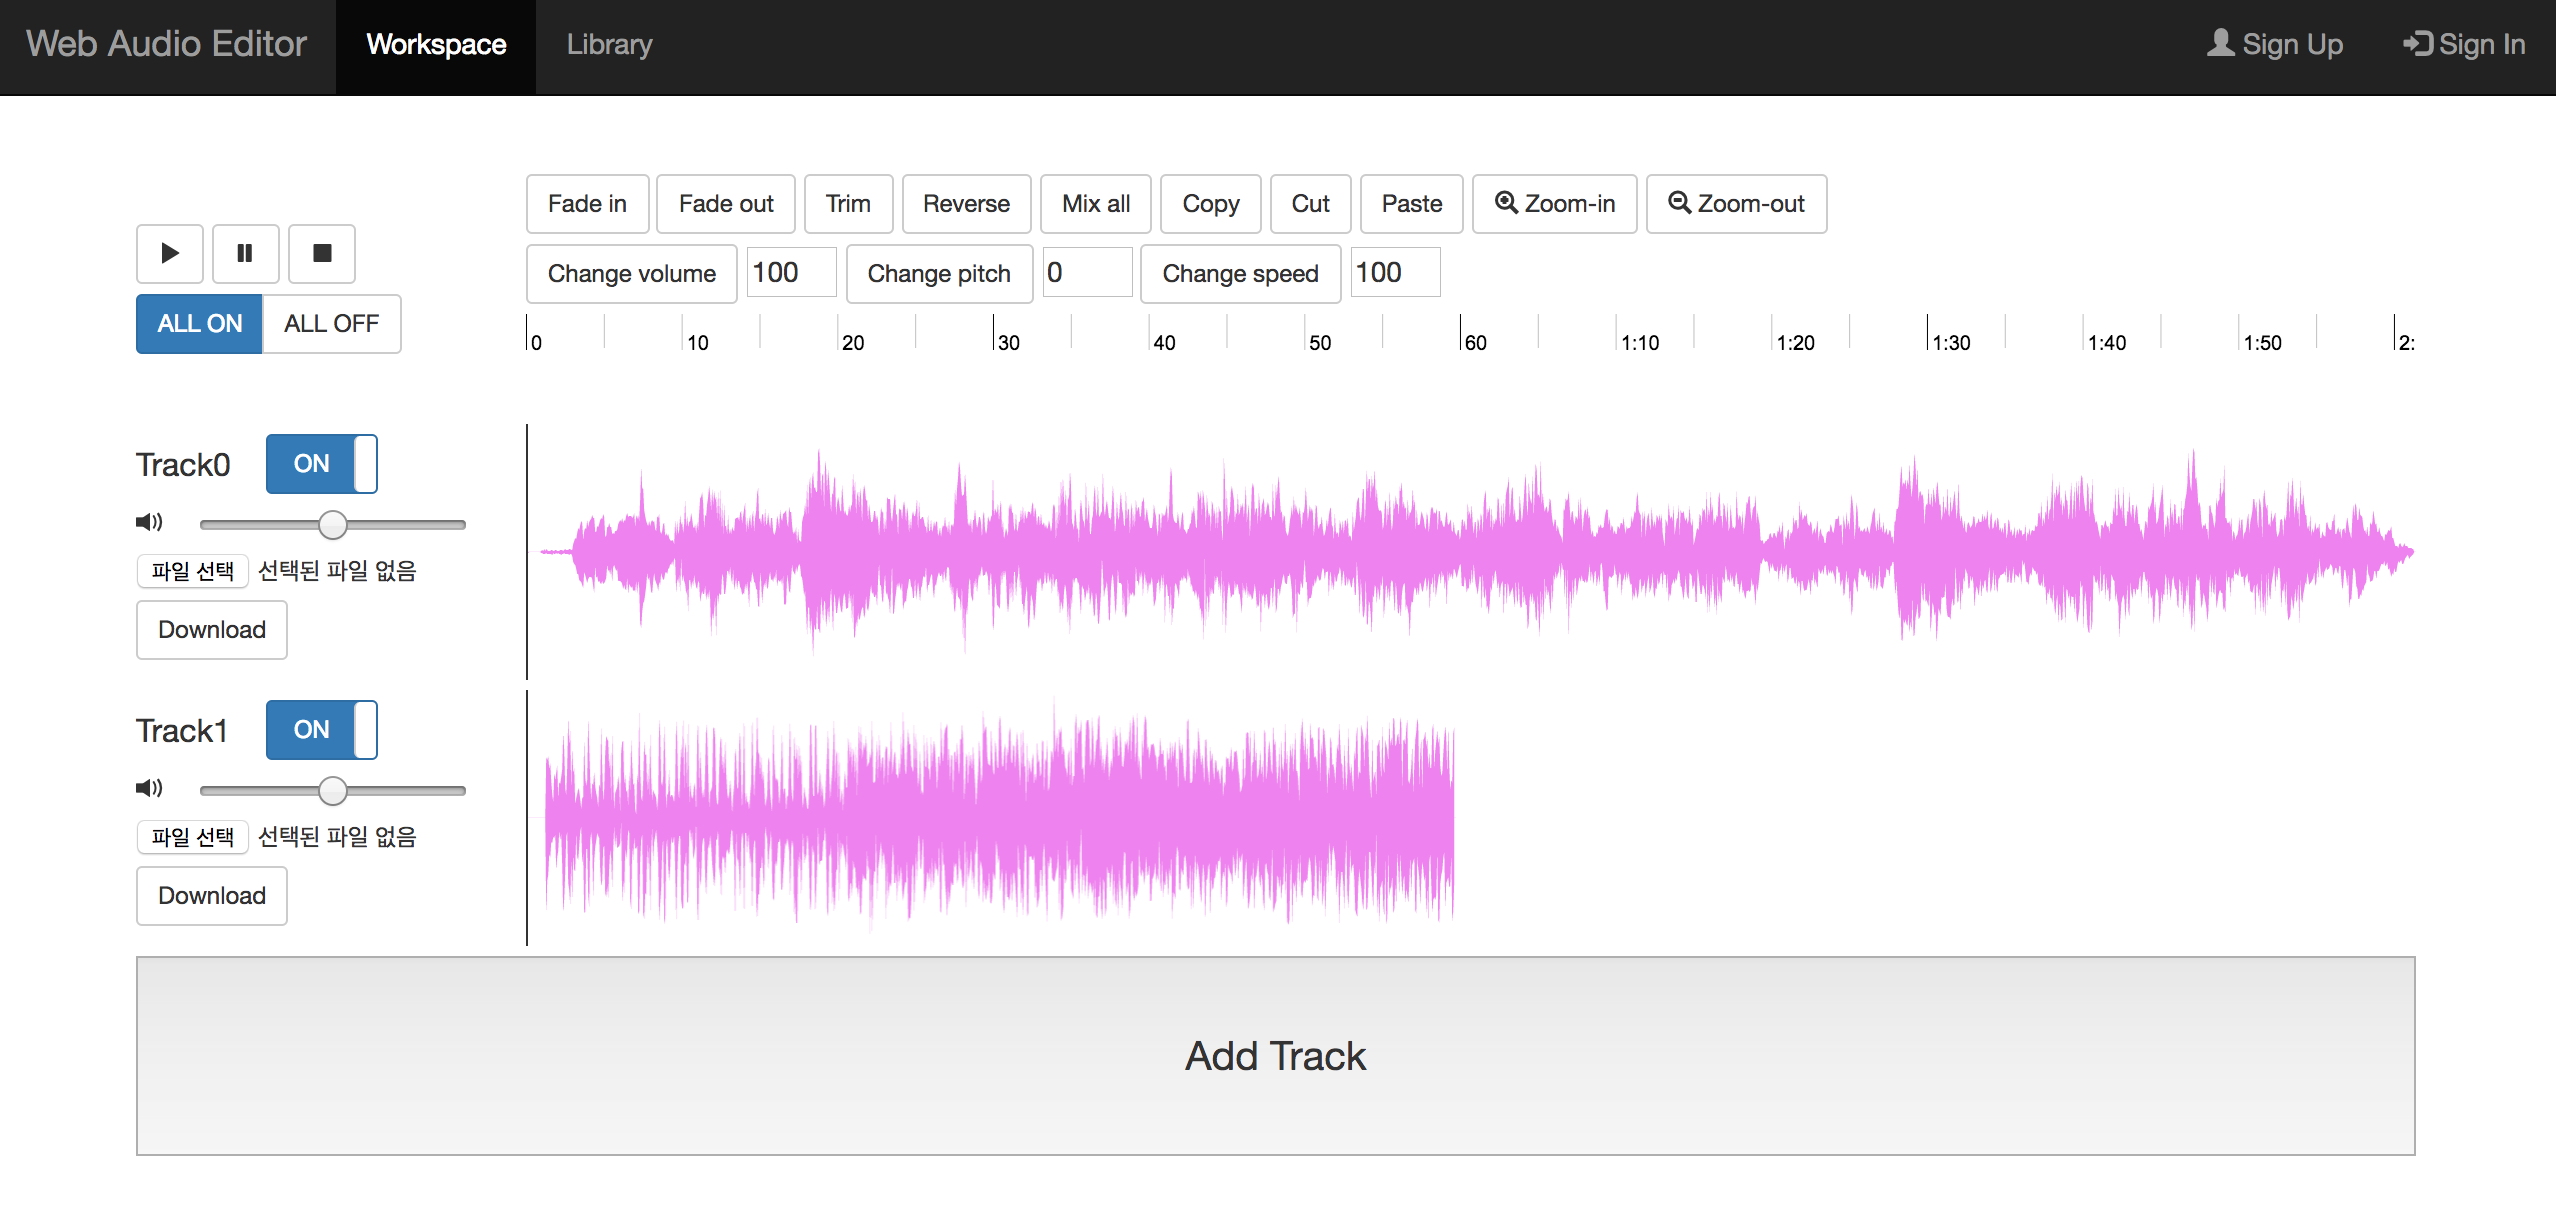 Web Audio Editor Workspace Library Sign Up Sign In
Fade in Fade out Trim Reverse Mix all Copy Cut Paste Zoom-in Zoom-out
Change volume 100 Change pitch 0 Change speed 100
ALL ON ALL OFF
0 10 20 30 40 50 60 1:10 1:20 1:30 1:40 1:50 2:
Track0 ON
파일 선택 선택된 파일 없음
Download
Track1 ON
파일 선택 선택된 파일 없음
Download
Add Track